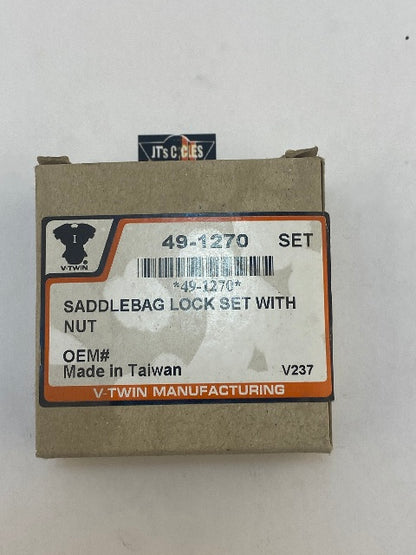 JT's CYCLES
I
V-TWIN
49-1270 SET
*49-1270*
SADDLEBAG LOCK SET WITH
NUT
OEM#
Made in Taiwan V237
V-TWIN MANUFACTURING